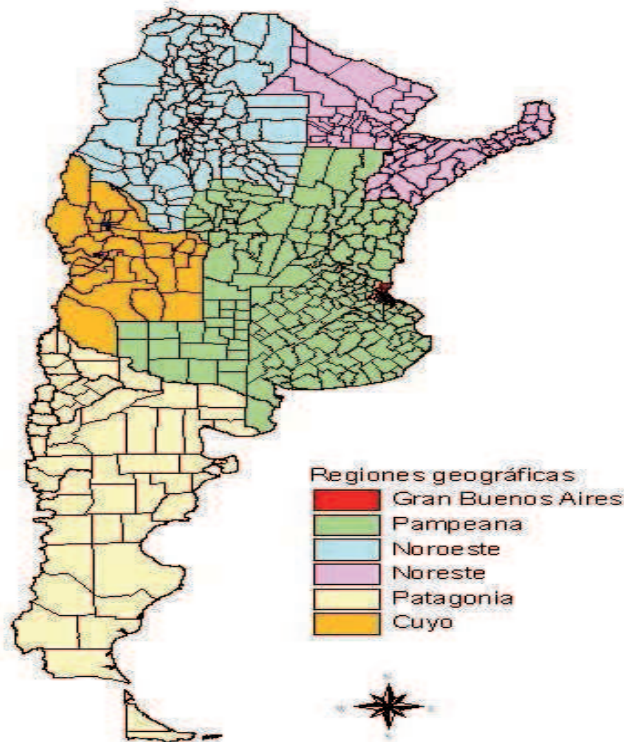 Regiones geográficas
Gran Buenos Aires
Pampeana
Noroeste
Noreste
Patagonia
Cuyo